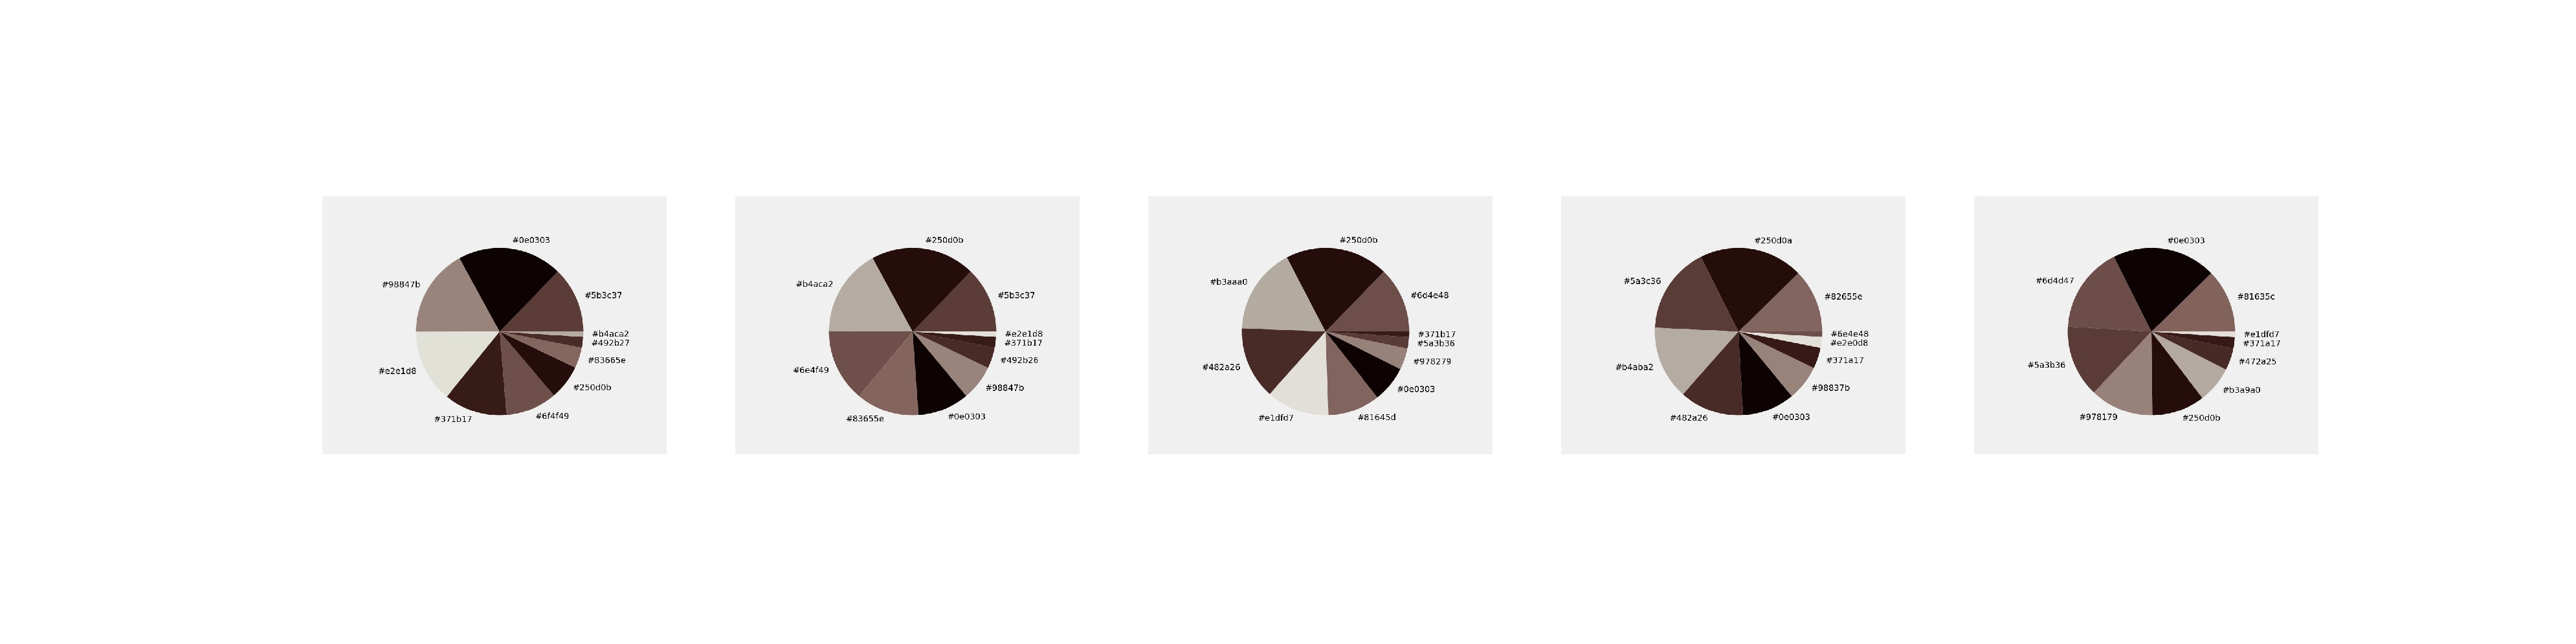 #0e0303
#98847b
#5b3c37
#b4aca2
#492b27
#83665e
#e2e1d8
#250d0b
#371b17
#6f4f49
#250d0b
#b4aca2
#5b3c37
#e2e1d8
#371b17
#492b26
#6e4f49
#98847b
#83655e
#0e0303
#250d0b
#b3aaa0
#6d4e48
#371b17
#5a3b36
#978279
#482a26
#0e0303
#e1dfd7
#81645d
#250d0a
#5a3c36
#82655e
#6e4e48
#e2e0d8
#371a17
#b4aba2
#98837b
#482a26
#0e0303
#0e0303
#6d4d47
#81635c
#e1dfd7
#371a17
#472a25
#5a3b36
#b3a9a0
#978179
#250d0b